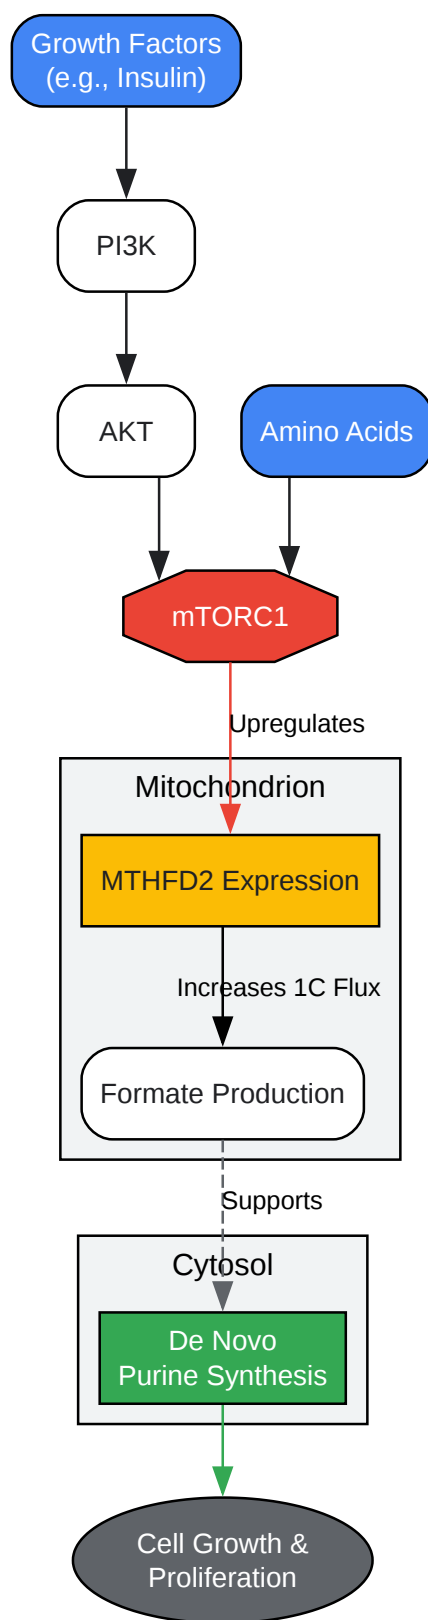 Growth Factors
(e.g., Insulin)
PI3K
AKT
Amino Acids
mTORC1
Upregulates
Mitochondrion
MTHFD2 Expression
Increases 1C Flux
Formate Production
Supports
Cytosol
De Novo
Purine Synthesis
Cell Growth &
Proliferation